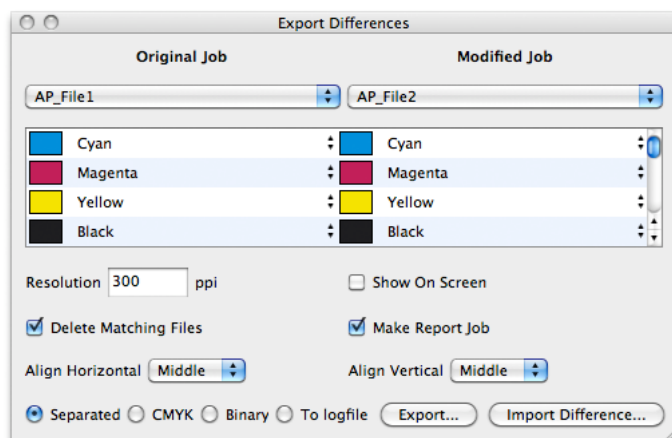 Export Differences
Original Job Modified Job
AP_File1 AP_File2
Cyan Cyan
Magenta Magenta
Yellow Yellow
Black Black
Resolution 300 ppi Show On Screen
Delete Matching Files Make Report Job
Align Horizontal Middle Align Vertical Middle
Separated CMYK Binary To logfile Export... Import Difference...